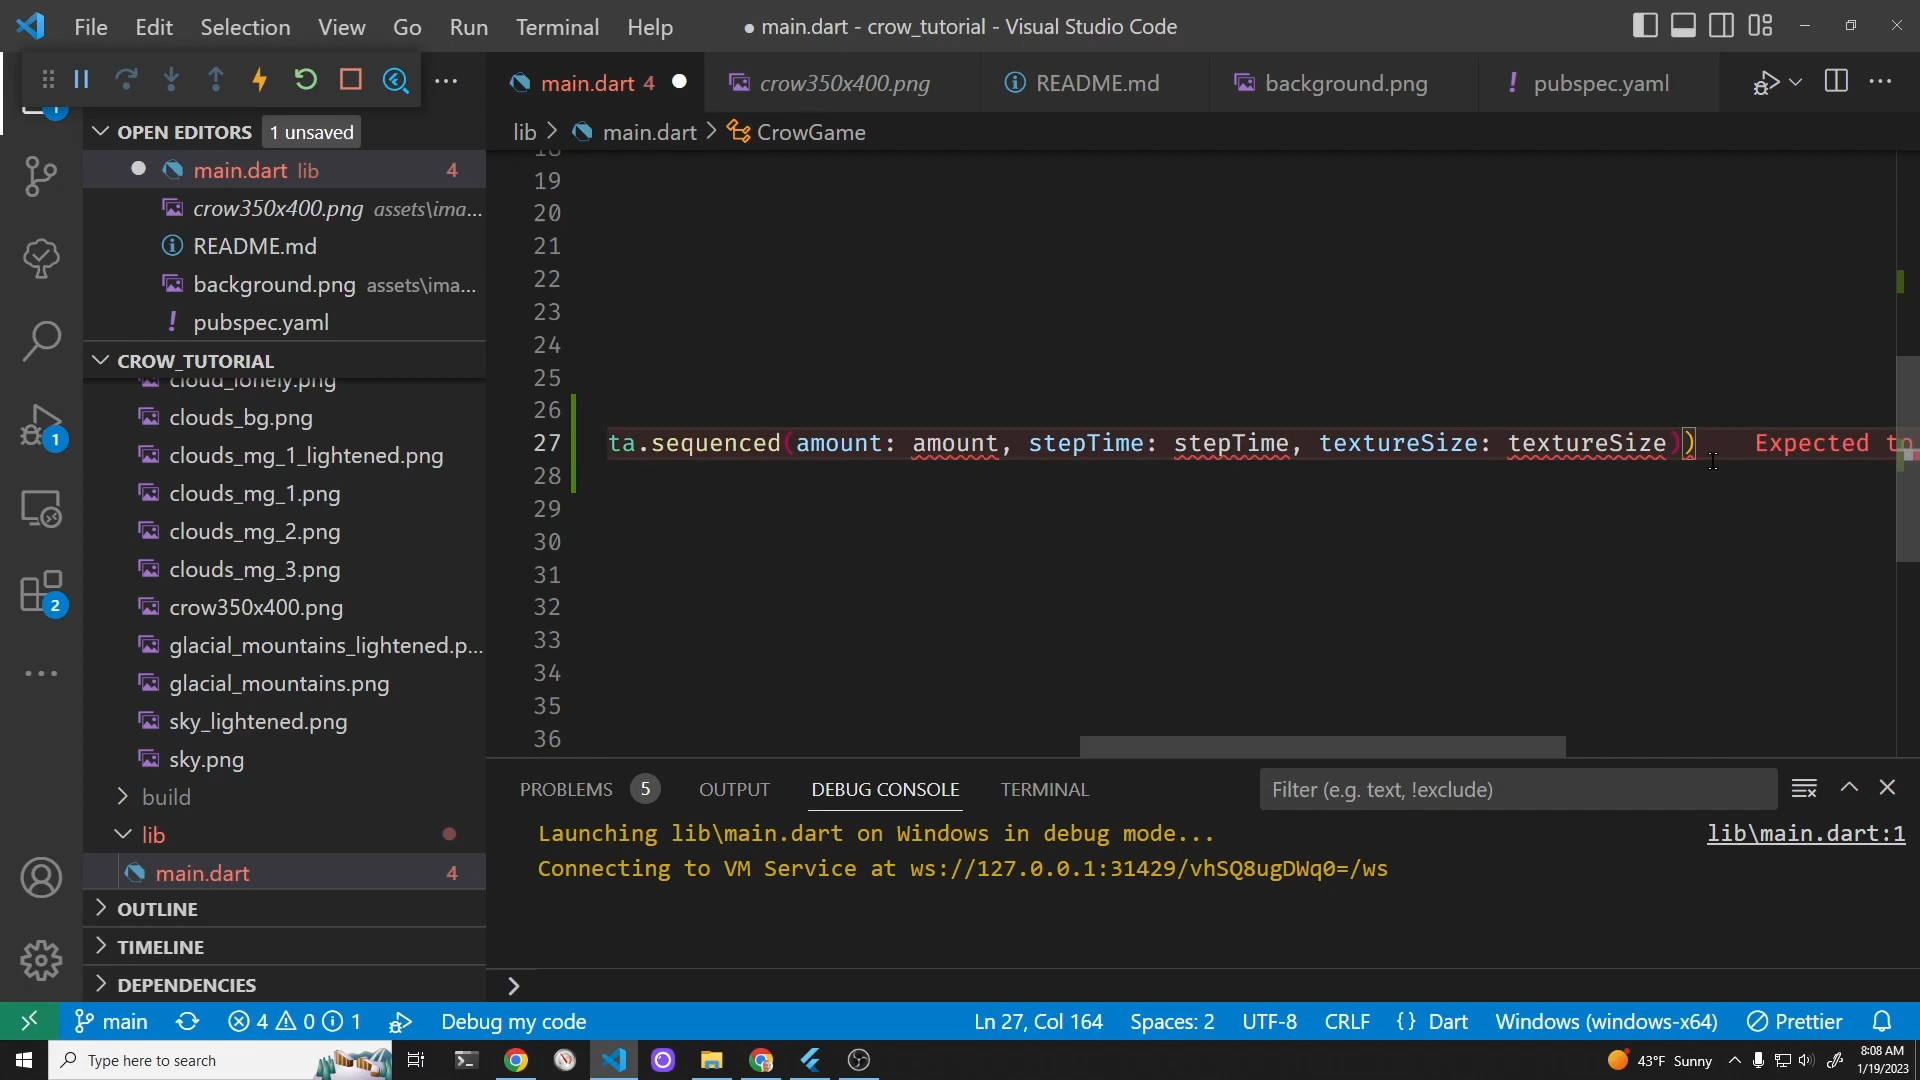 File Edit Selection View Go Run Terminal Help
● main.dart - crow_tutorial - Visual Studio Code
main.dart 4
crow350x400.png
README.md
background.png
! pubspec.yaml
OPEN EDITORS 1 unsaved
main.dart lib 4
crow350x400.png assets\ima...
README.md
background.png assets\ima...
! pubspec.yaml
CROW_TUTORIAL
cloud_lonely.png
clouds_bg.png
clouds_mg_1_lightened.png
clouds_mg_1.png
clouds_mg_2.png
clouds_mg_3.png
crow350x400.png
glacial_mountains_lightened.p...
glacial_mountains.png
sky_lightened.png
sky.png
build
lib
main.dart 4
OUTLINE
TIMELINE
DEPENDENCIES
1
1
2
lib > main.dart > CrowGame
18
19
20
21
22
23
24
25
26
27 ta.sequenced(amount: amount, stepTime: stepTime, textureSize: textureSize)) Expected to
28
29
30
31
32
33
34
35
36
PROBLEMS 5 OUTPUT DEBUG CONSOLE TERMINAL
Filter (e.g. text, !exclude)
Launching lib\main.dart on Windows in debug mode... lib\main.dart:1
Connecting to VM Service at ws://127.0.0.1:31429/vhSQ8ugDWq0=/ws
main 4 0 1 Debug my code Ln 27, Col 164 Spaces: 2 UTF-8 CRLF {} Dart Windows (windows-x64) Prettier
Type here to search
43°F Sunny
8:08 AM
1/19/2023